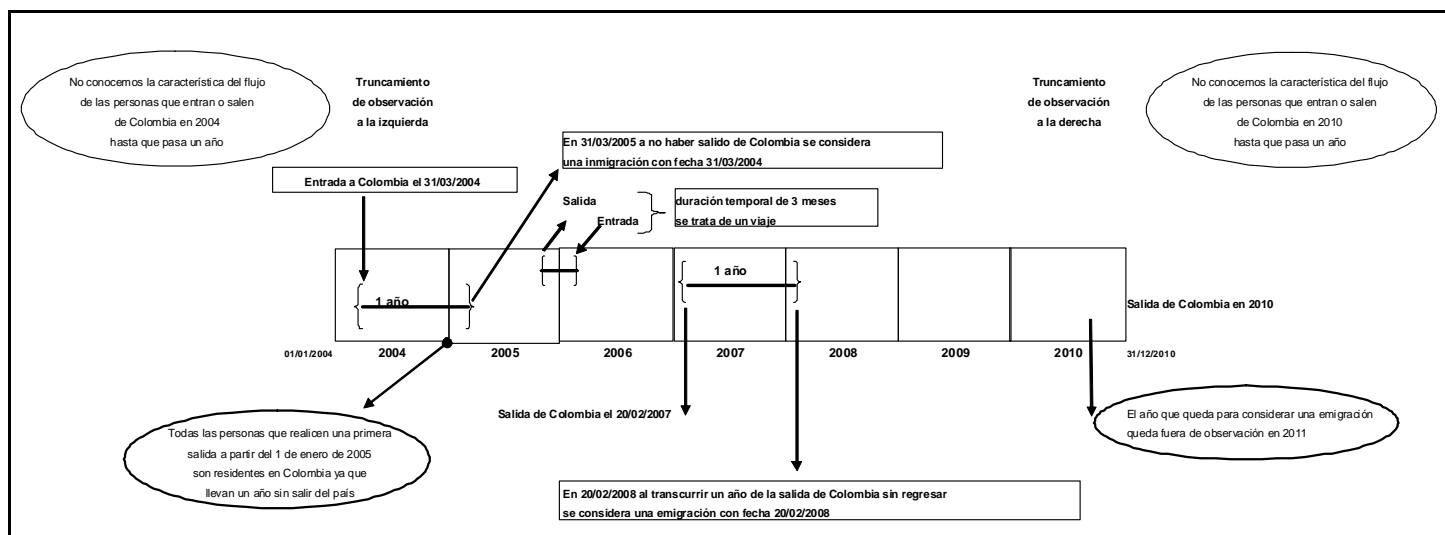 No conocemos la característica del flujo
de las personas que entran o salen
de Colombia en 2004
hasta que pasa un año
Truncamiento
de observación
a la izquierda
Truncamiento
de observación
a la derecha
No conocemos la característica del flujo
de las personas que entran o salen
de Colombia en 2010
hasta que pasa un año
En 31/03/2005 a no haber salido de Colombia se considera
una inmigración con fecha 31/03/2004
Entrada a Colombia el 31/03/2004
Salida
Entrada
duración temporal de 3 meses
se trata de un viaje
1 año
1 año
Salida de Colombia en 2010
01/01/2004
2004
2005
2006
2007
2008
2009
2010
31/12/2010
Salida de Colombia el 20/02/2007
Todas las personas que realicen una primera
salida a partir del 1 de enero de 2005
son residentes en Colombia ya que
llevan un año sin salir del país
El año que queda para considerar una emigración
queda fuera de observación en 2011
En 20/02/2008 al transcurrir un año de la salida de Colombia sin regresar
se considera una emigración con fecha 20/02/2008